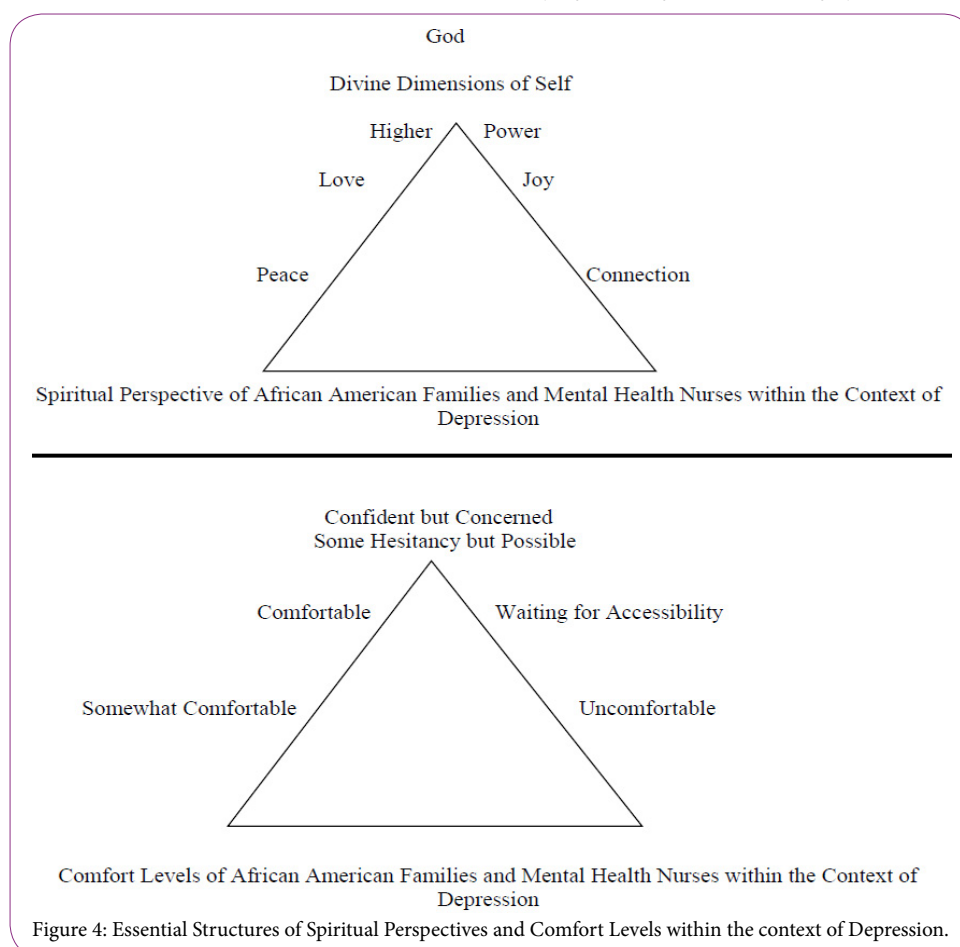 God
Divine Dimensions of Self
Higher Power
Love Joy
Peace Connection
Spiritual Perspective of African American Families and Mental Health Nurses within the Context of
Depression
Confident but Concerned
Some Hesitancy but Possible
Comfortable Waiting for Accessibility
Somewhat Comfortable Uncomfortable
Comfort Levels of African American Families and Mental Health Nurses within the Context of
Depression
Figure 4: Essential Structures of Spiritual Perspectives and Comfort Levels within the context of Depression.